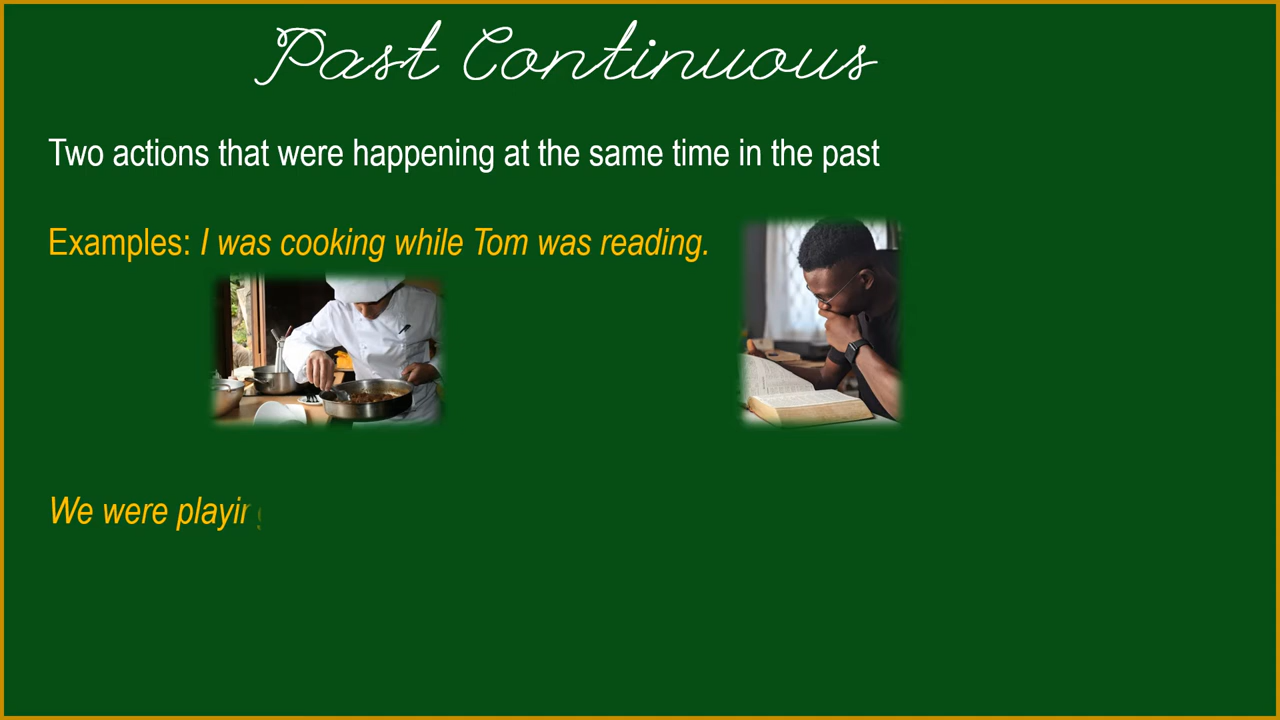 Past Continuous
Two actions that were happening at the same time in the past
Examples: I was cooking while Tom was reading.
We were